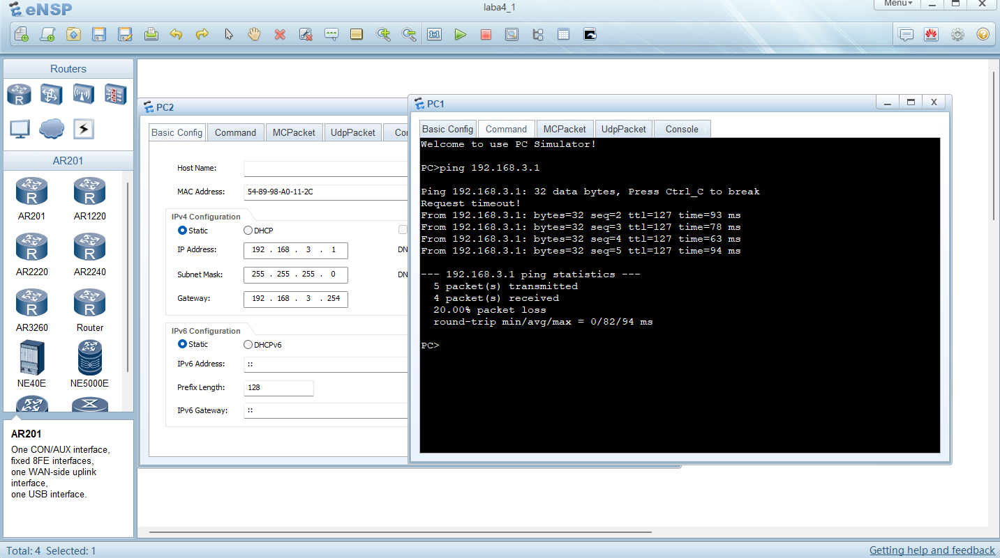 laba4_1
Menu
eNSP
Routers
AR201
AR201 AR1220
AR2220 AR2240
AR3260 Router
NE40E NE5000E
AR201
One CON/AUX interface,
fixed 8FE interfaces,
one WAN-side uplink
interface,
one USB interface.
PC2
Basic Config Command MCPacket UdpPacket Co
Host Name:
MAC Address: 54-89-98-A0-11-2C
IPv4 Configuration
Static DHCP
IP Address: 192 . 168 . 3 . 1 DN
Subnet Mask: 255 . 255 . 255 . 0 DN
Gateway: 192 . 168 . 3 . 254
IPv6 Configuration
Static DHCPv6
IPv6 Address: ::
Prefix Length: 128
IPv6 Gateway: ::
PC1
Basic Config Command MCPacket UdpPacket Console
Welcome to use PC Simulator!
PC>ping 192.168.3.1
Ping 192.168.3.1: 32 data bytes, Press Ctrl_C to break
Request timeout!
From 192.168.3.1: bytes=32 seq=2 ttl=127 time=93 ms
From 192.168.3.1: bytes=32 seq=3 ttl=127 time=78 ms
From 192.168.3.1: bytes=32 seq=4 ttl=127 time=63 ms
From 192.168.3.1: bytes=32 seq=5 ttl=127 time=94 ms
--- 192.168.3.1 ping statistics ---
5 packet(s) transmitted
4 packet(s) received
20.00% packet loss
round-trip min/avg/max = 0/82/94 ms
PC>
Total: 4 Selected: 1
Getting help and feedback